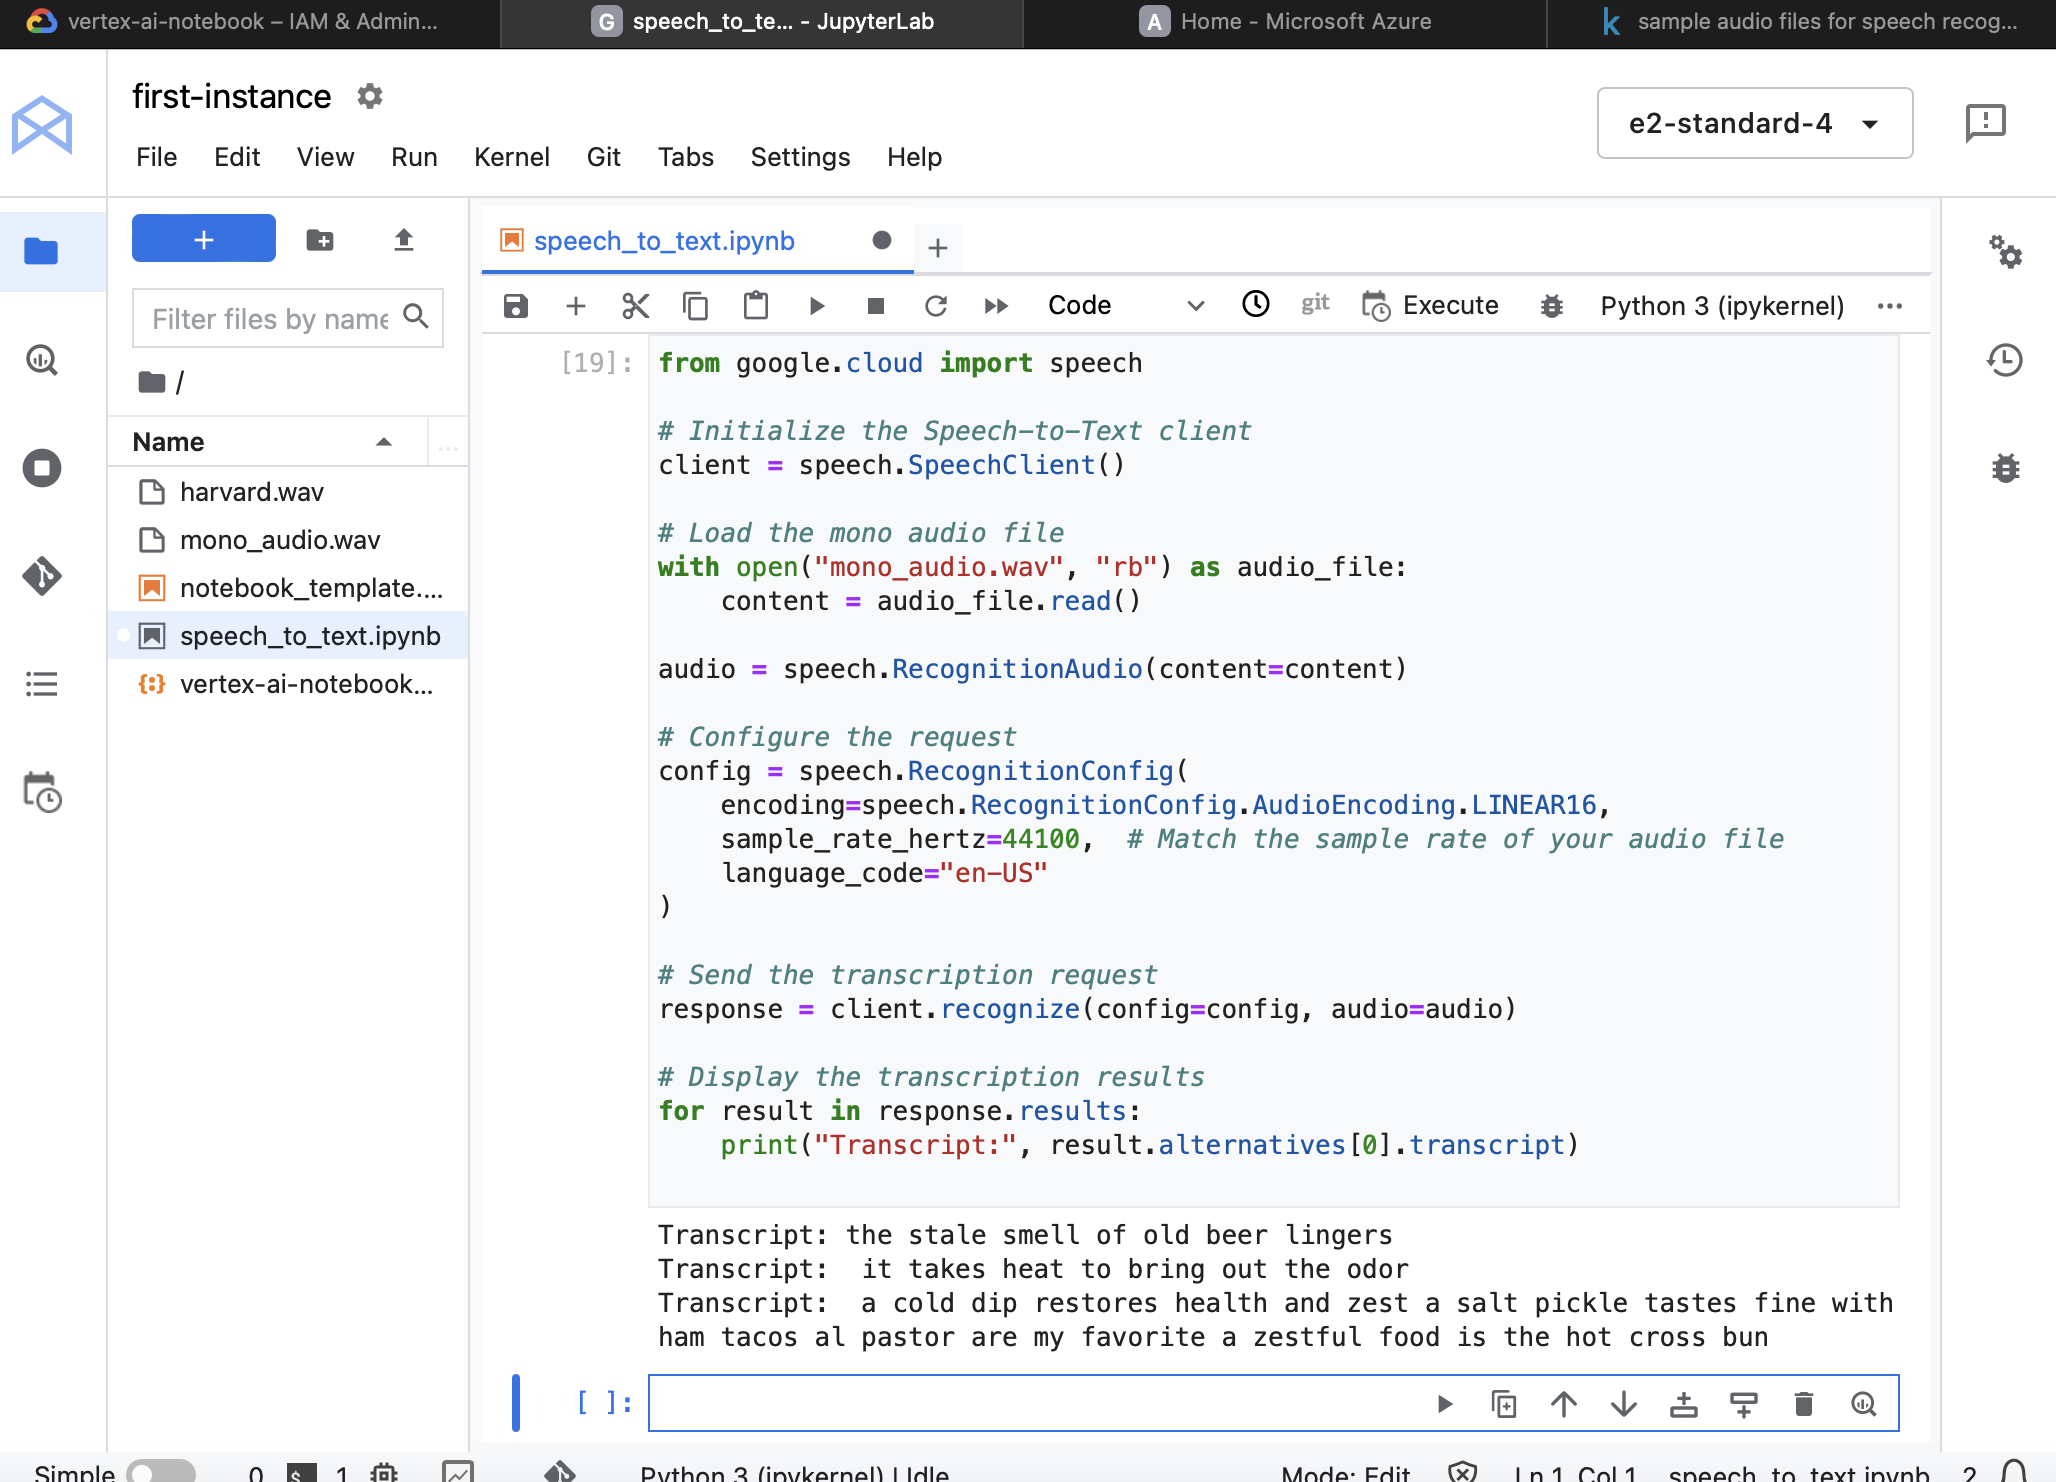 vertex-ai-notebook – IAM & Admin...
G speech_to_te... - JupyterLab
A Home - Microsoft Azure
k sample audio files for speech recog...
first-instance
e2-standard-4
File Edit View Run Kernel Git Tabs Settings Help
+
speech_to_text.ipynb
+
Filter files by name
Code
git
Execute
Python 3 (ipykernel)
...
/
Name
...
harvard.wav
mono_audio.wav
notebook_template....
speech_to_text.ipynb
vertex-ai-notebook...
[19]:
from google.cloud import speech
# Initialize the Speech-to-Text client
client = speech.SpeechClient()
# Load the mono audio file
with open("mono_audio.wav", "rb") as audio_file:
    content = audio_file.read()
audio = speech.RecognitionAudio(content=content)
# Configure the request
config = speech.RecognitionConfig(
    encoding=speech.RecognitionConfig.AudioEncoding.LINEAR16,
    sample_rate_hertz=44100,  # Match the sample rate of your audio file
    language_code="en-US"
)
# Send the transcription request
response = client.recognize(config=config, audio=audio)
# Display the transcription results
for result in response.results:
    print("Transcript:", result.alternatives[0].transcript)
Transcript: the stale smell of old beer lingers
Transcript:  it takes heat to bring out the odor
Transcript:  a cold dip restores health and zest a salt pickle tastes fine with
ham tacos al pastor are my favorite a zestful food is the hot cross bun
[ ]:
Simple 0 $ 1 Python 3 (ipykernel) | Idle Mode: Edit Ln 1, Col 1 speech_to_text.ipynb 2